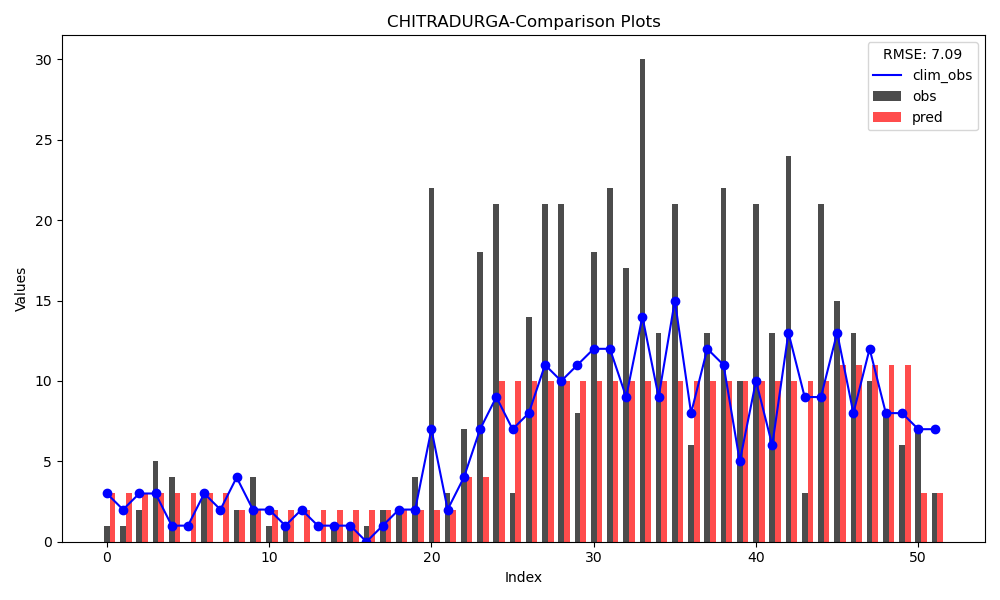 CHITRADURGA-Comparison Plots
RMSE: 7.09
clim_obs
obs
pred
Values
30
25
20
15
10
5
0
0 10 20 30 40 50
Index